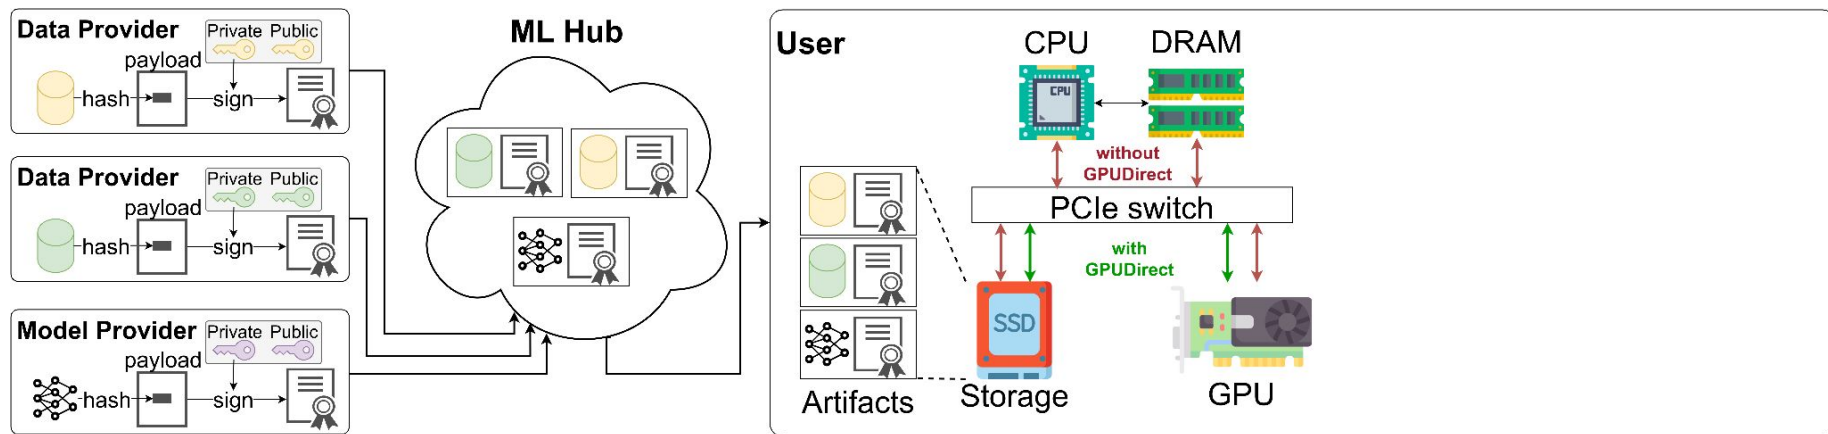 Data Provider
Private Public
payload
hash
sign
Data Provider
Private Public
payload
hash
sign
Model Provider
Private Public
payload
hash
sign
ML Hub
User
CPU
DRAM
CPU
without
GPUDirect
PCIe switch
with
GPUDirect
SSD
Artifacts
Storage
GPU